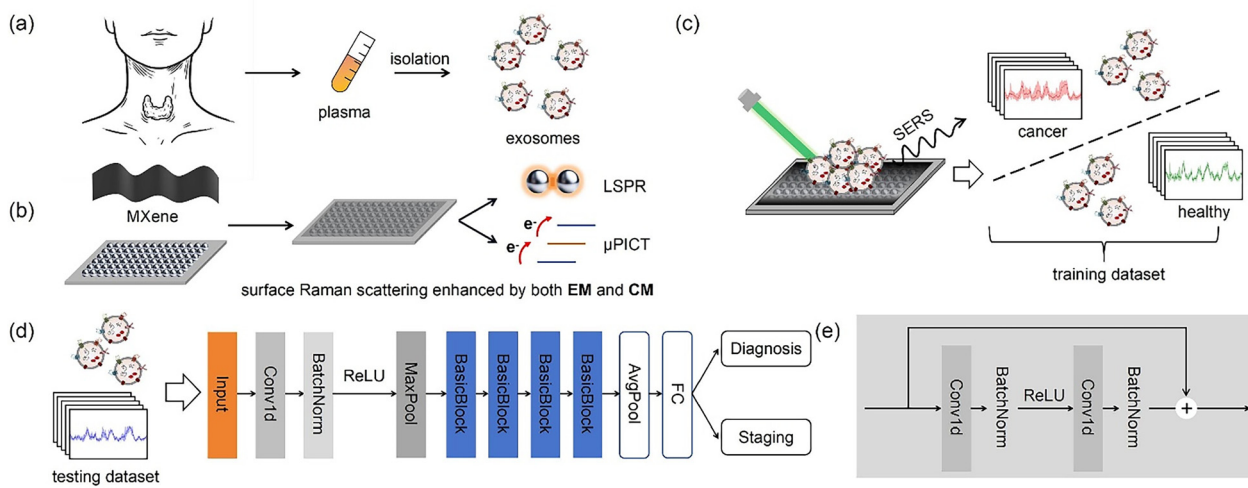 (a)
plasma
isolation
exosomes
MXene
(b)
LSPR
e-
e-
μPICT
surface Raman scattering enhanced by both EM and CM
(c)
SERS
cancer
healthy
training dataset
(d)
testing dataset
Input
Conv1d
BatchNorm
ReLU
MaxPool
BasicBlock
BasicBlock
BasicBlock
BasicBlock
AvgPool
FC
Diagnosis
Staging
(e)
Conv1d
BatchNorm
ReLU
Conv1d
BatchNorm
+